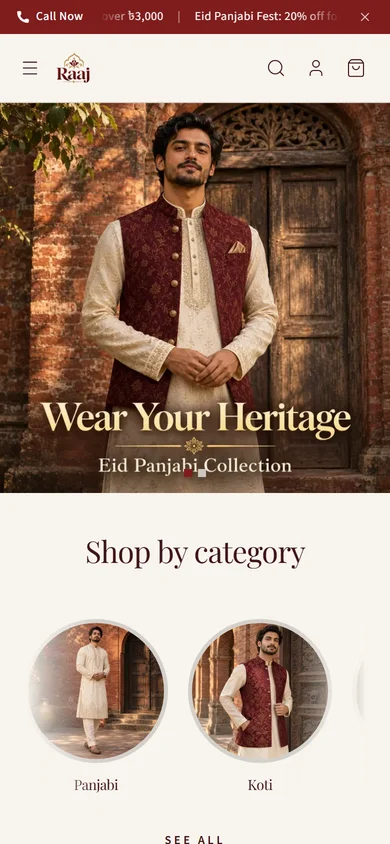 Call Now
over ৳3,000
Eid Panjabi Fest: 20% off
Raaj
Wear Your Heritage
Eid Panjabi Collection
Shop by category
Panjabi
Koti
SEE ALL